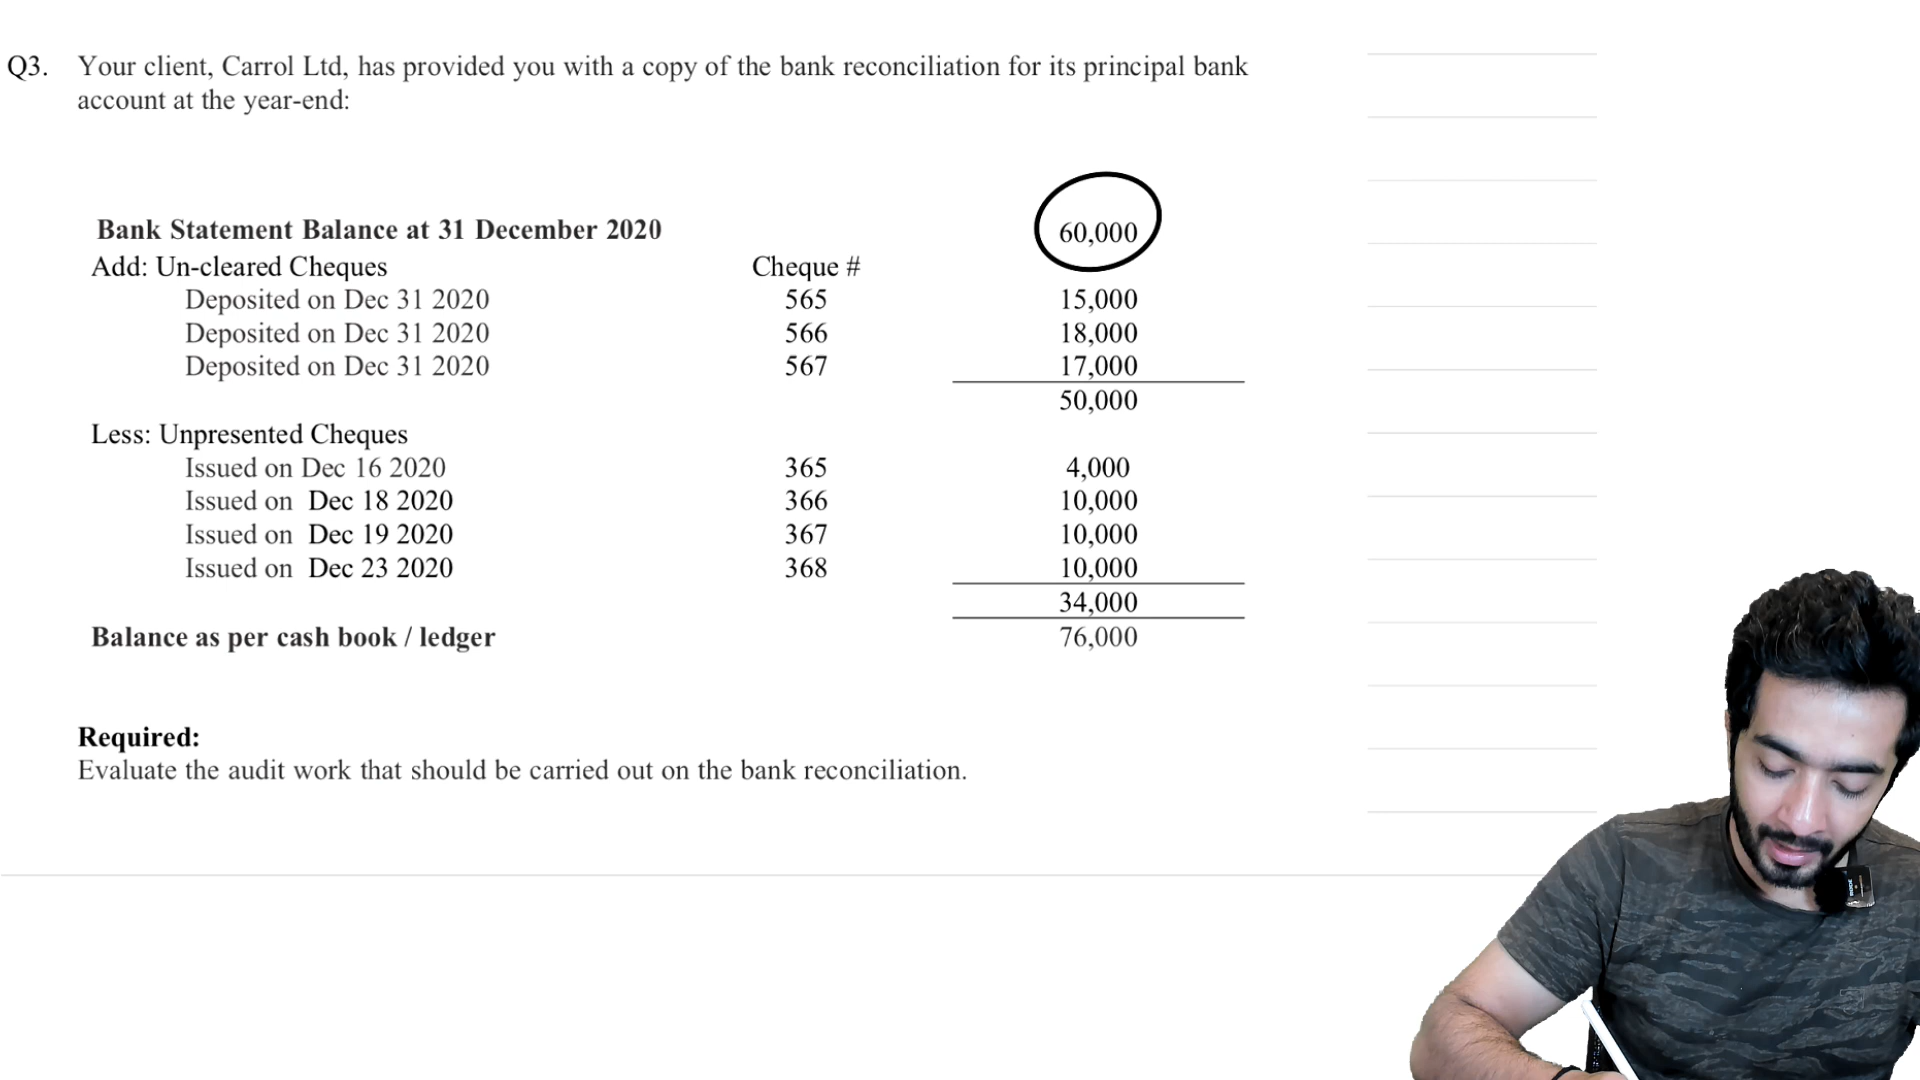 Q3. Your client, Carrol Ltd, has provided you with a copy of the bank reconciliation for its principal bank
account at the year-end:
Bank Statement Balance at 31 December 2020 60,000
Add: Un-cleared Cheques Cheque #
Deposited on Dec 31 2020 565 15,000
Deposited on Dec 31 2020 566 18,000
Deposited on Dec 31 2020 567 17,000
50,000
Less: Unpresented Cheques
Issued on Dec 16 2020 365 4,000
Issued on Dec 18 2020 366 10,000
Issued on Dec 19 2020 367 10,000
Issued on Dec 23 2020 368 10,000
34,000
Balance as per cash book / ledger 76,000
Required:
Evaluate the audit work that should be carried out on the bank reconciliation.
RODE